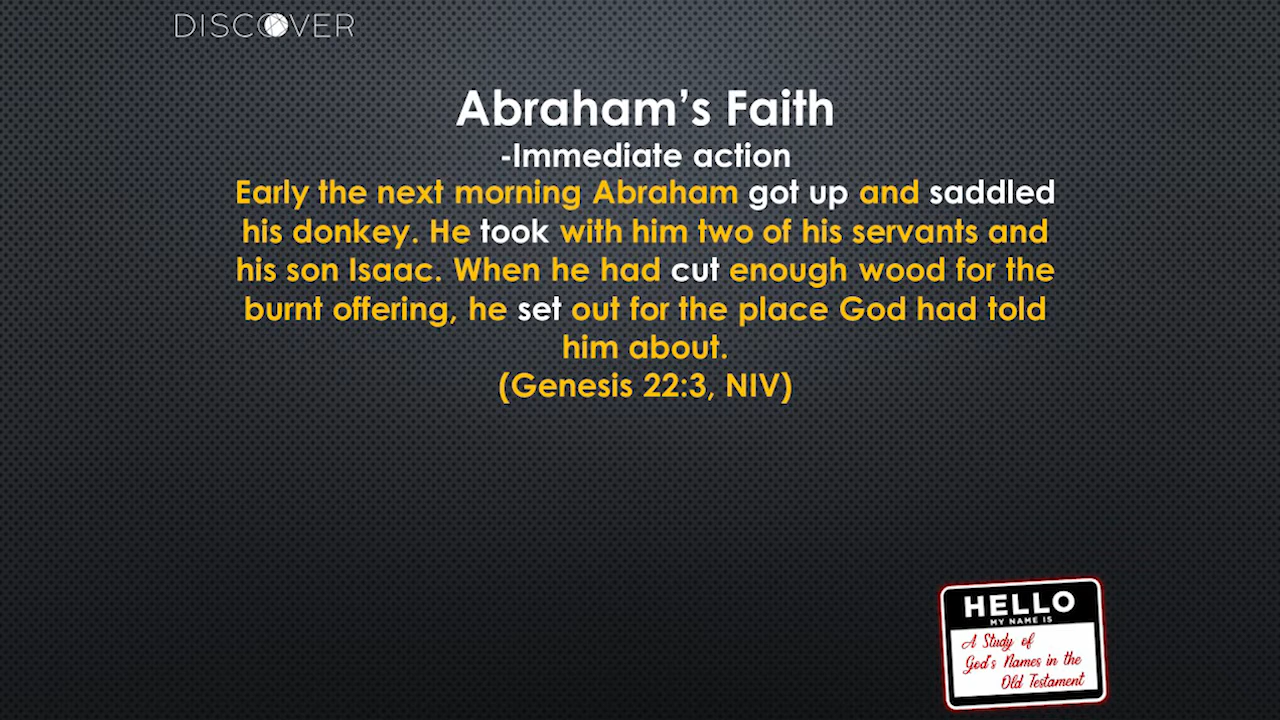 DISCOVER
Abraham’s Faith
-Immediate action
Early the next morning Abraham got up and saddled
his donkey. He took with him two of his servants and
his son Isaac. When he had cut enough wood for the
burnt offering, he set out for the place God had told
him about.
(Genesis 22:3, NIV)
HELLO
MY NAME IS
A Study of
God's Names in the
Old Testament